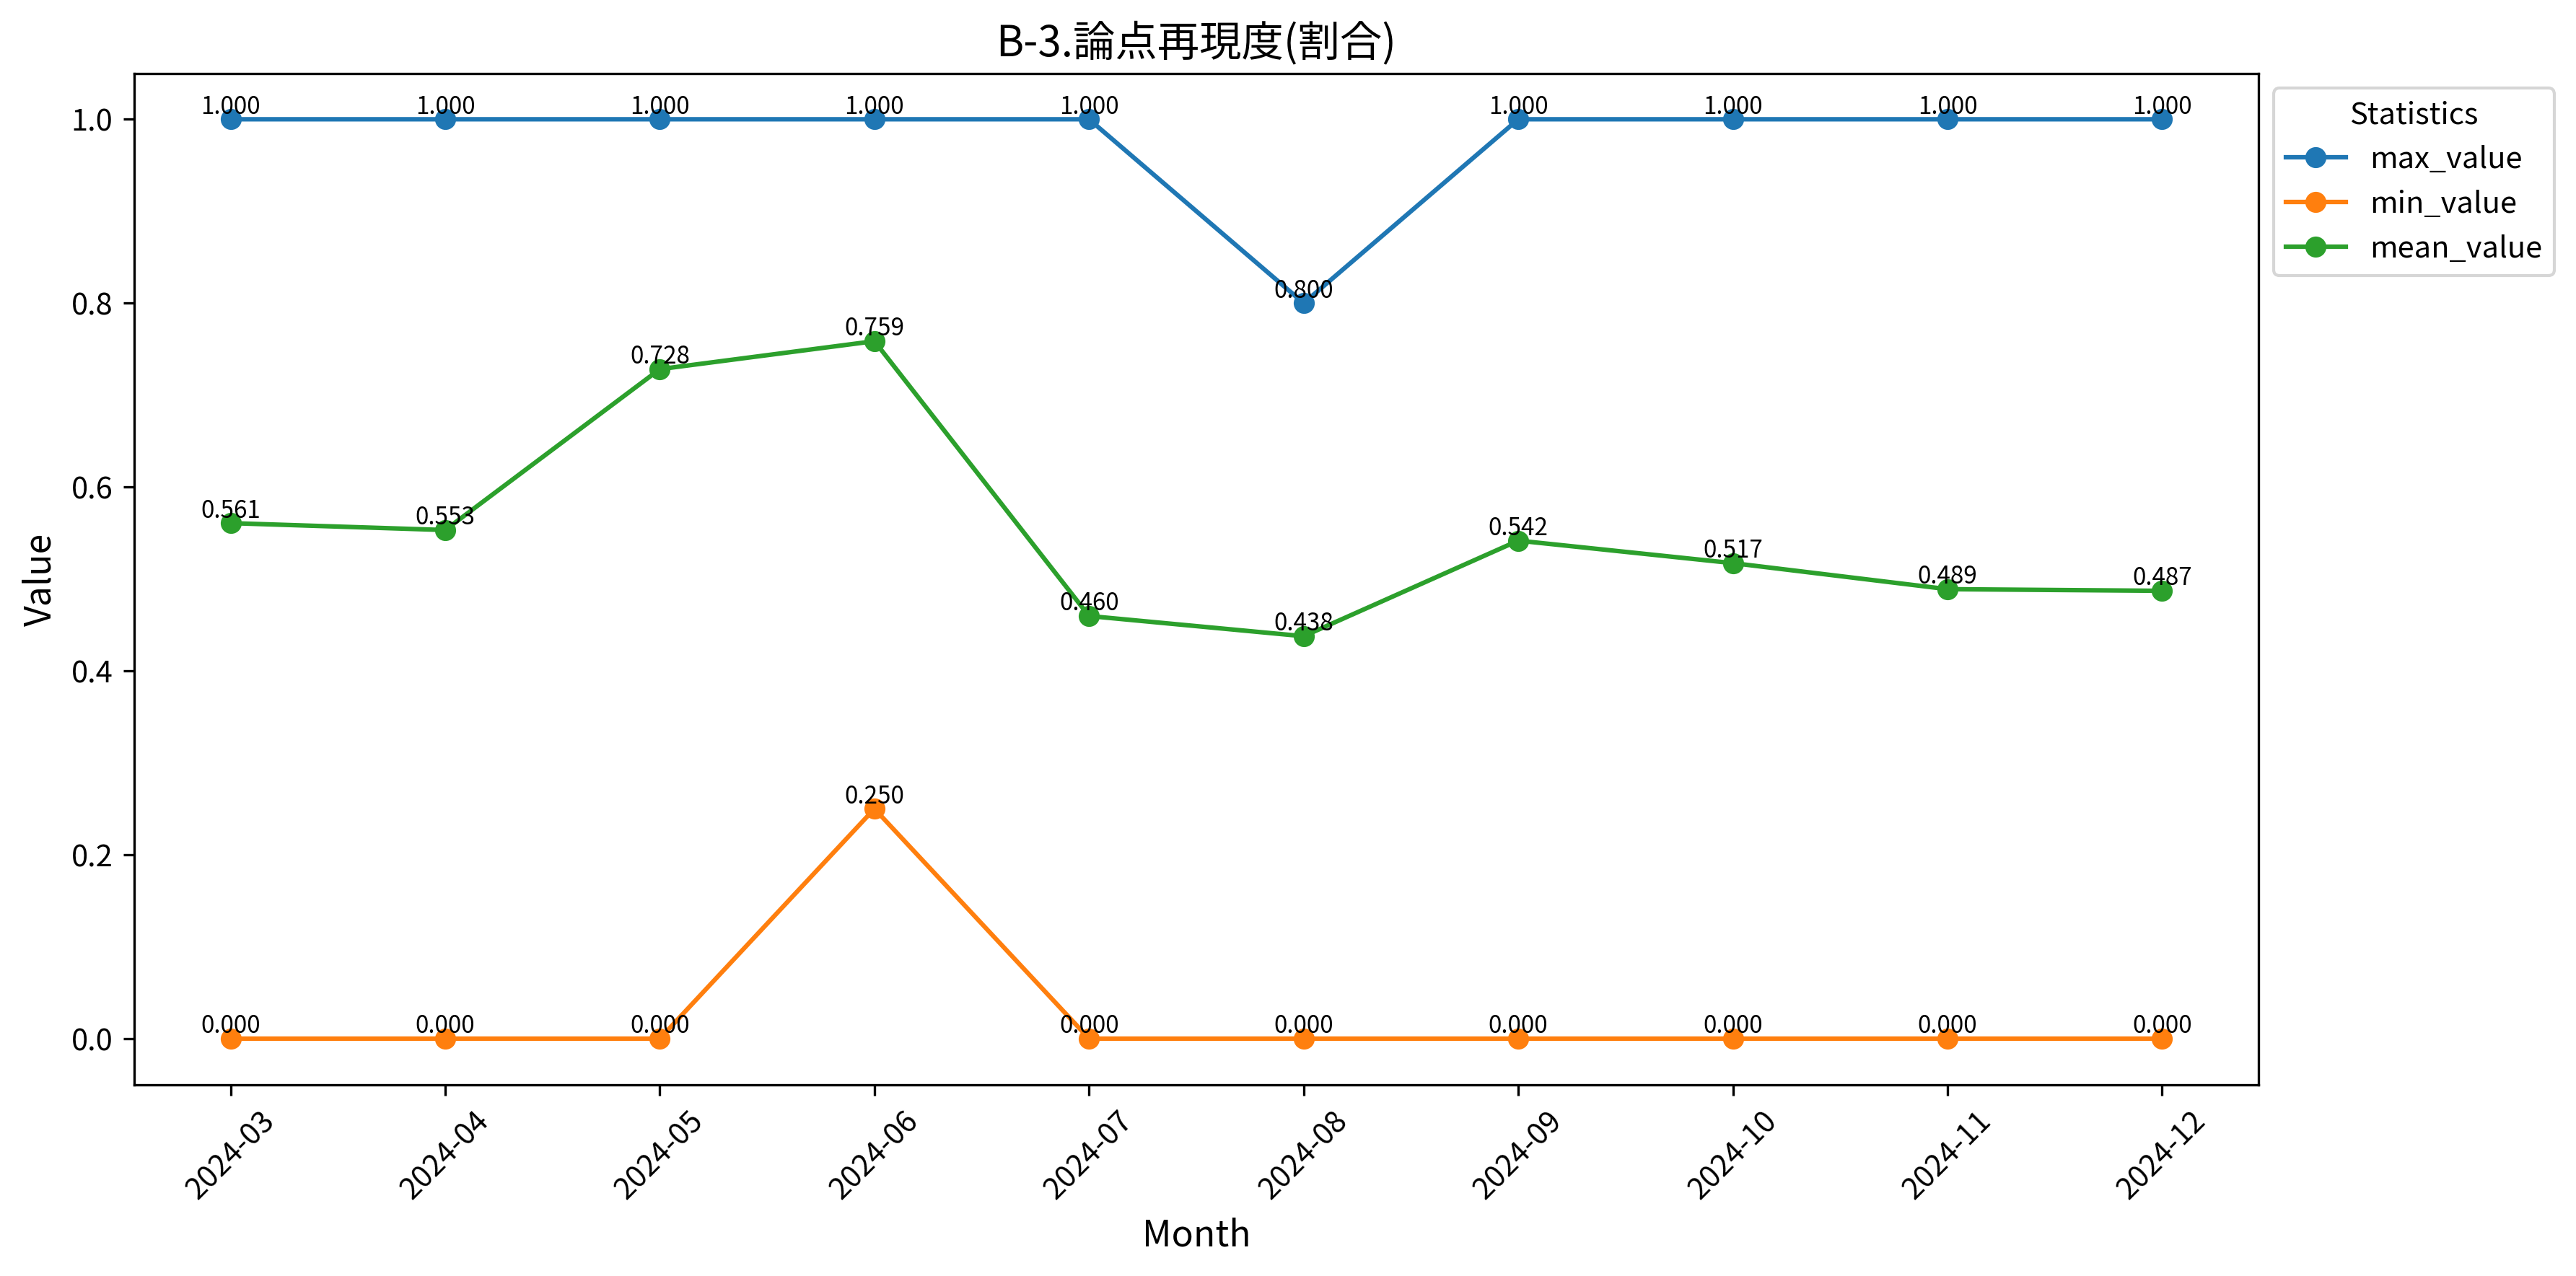 B-3.論点再現度(割合)
Statistics
max_value
min_value
mean_value
Value
1.0
0.8
0.6
0.4
0.2
0.0
1.000 1.000 1.000 1.000 1.000 1.000 1.000 1.000 1.000
0.800
0.561 0.553 0.728 0.759 0.460 0.438 0.542 0.517 0.489 0.487
0.250
0.000 0.000 0.000 0.000 0.000 0.000 0.000 0.000 0.000
2024-03 2024-04 2024-05 2024-06 2024-07 2024-08 2024-09 2024-10 2024-11 2024-12
Month